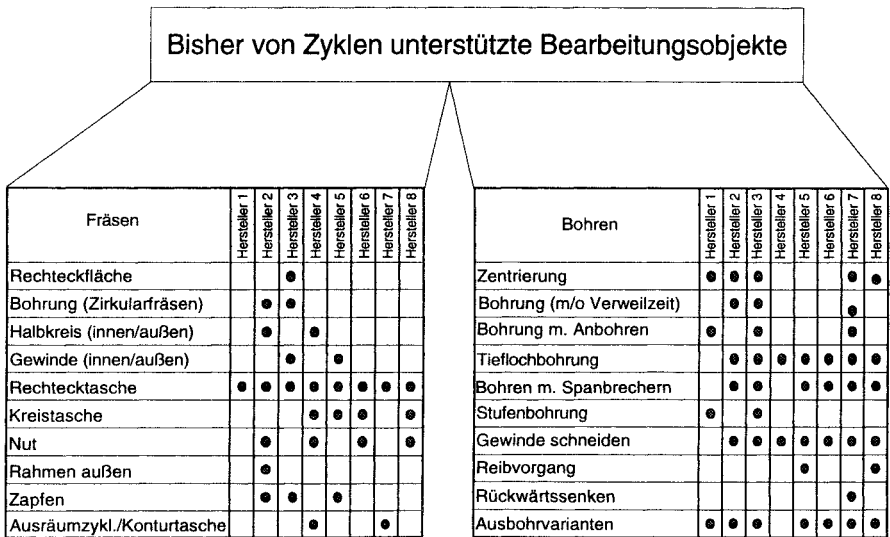 Bisher von Zyklen unterstützte Bearbeitungsobjekte
Fräsen
Hersteller 1
Hersteller 2
Hersteller 3
Hersteller 4
Hersteller 5
Hersteller 6
Hersteller 7
Hersteller 8
Rechteckfläche
Bohrung (Zirkularfräsen)
Halbkreis (innen/außen)
Gewinde (innen/außen)
Rechtecktasche
Kreistasche
Nut
Rahmen außen
Zapfen
Ausräumzykl./Konturtasche
Bohren
Hersteller 1
Hersteller 2
Hersteller 3
Hersteller 4
Hersteller 5
Hersteller 6
Hersteller 7
Hersteller 8
Zentrierung
Bohrung (m/o Verweilzeit)
Bohrung m. Anbohren
Tieflochbohrung
Bohren m. Spanbrechern
Stufenbohrung
Gewinde schneiden
Reibvorgang
Rückwärtssenken
Ausbohrvarianten